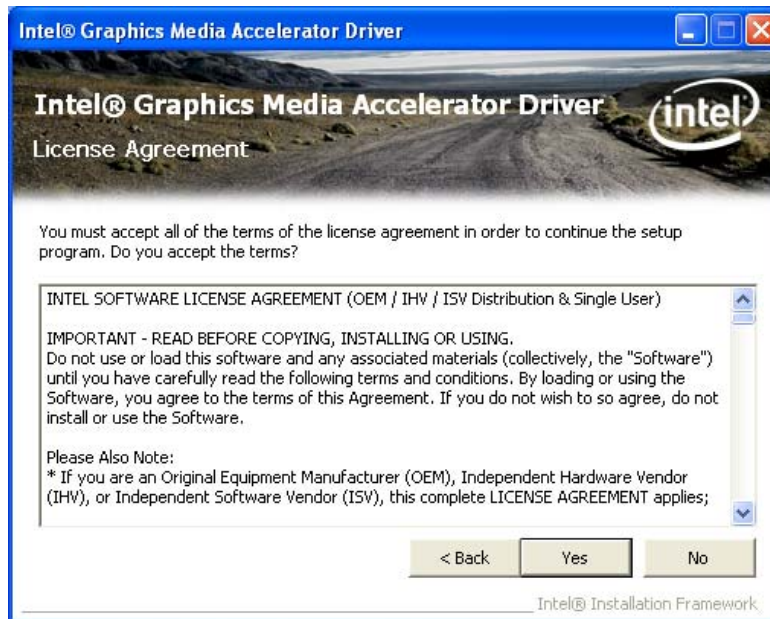 Intel® Graphics Media Accelerator Driver
Intel® Graphics Media Accelerator Driver
License Agreement
intel
You must accept all of the terms of the license agreement in order to continue the setup
program. Do you accept the terms?
INTEL SOFTWARE LICENSE AGREEMENT (OEM / IHV / ISV Distribution & Single User)
IMPORTANT - READ BEFORE COPYING, INSTALLING OR USING.
Do not use or load this software and any associated materials (collectively, the "Software")
until you have carefully read the following terms and conditions. By loading or using the
Software, you agree to the terms of this Agreement. If you do not wish to so agree, do not
install or use the Software.
Please Also Note:
* If you are an Original Equipment Manufacturer (OEM), Independent Hardware Vendor
(IHV), or Independent Software Vendor (ISV), this complete LICENSE AGREEMENT applies;
< Back Yes No
Intel® Installation Framework